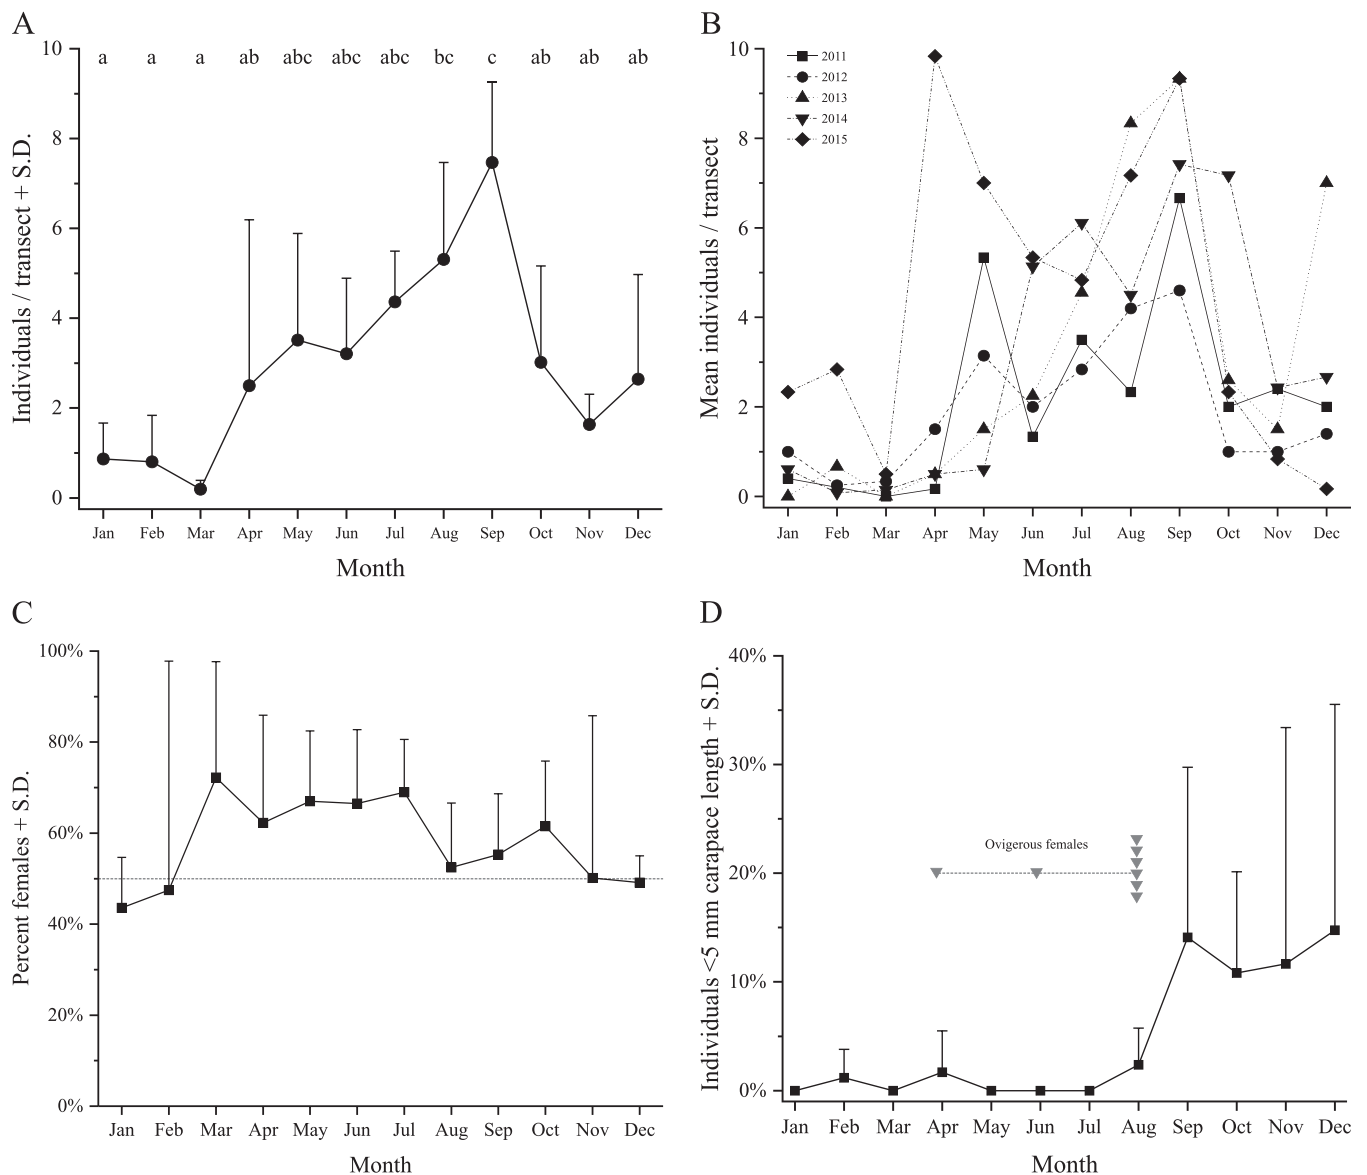 A
Individuals / transect + S.D.
10
8
6
4
2
0
a a a ab abc abc abc bc c ab ab ab
Jan Feb Mar Apr May Jun Jul Aug Sep Oct Nov Dec
Month
B
Mean individuals / transect
10
8
6
4
2
0
2011
2012
2013
2014
2015
Jan Feb Mar Apr May Jun Jul Aug Sep Oct Nov Dec
Month
C
Percent females + S.D.
100%
80%
60%
40%
20%
0%
Jan Feb Mar Apr May Jun Jul Aug Sep Oct Nov Dec
Month
D
Individuals <5 mm carapace length + S.D.
40%
30%
20%
10%
0%
Ovigerous females
Jan Feb Mar Apr May Jun Jul Aug Sep Oct Nov Dec
Month